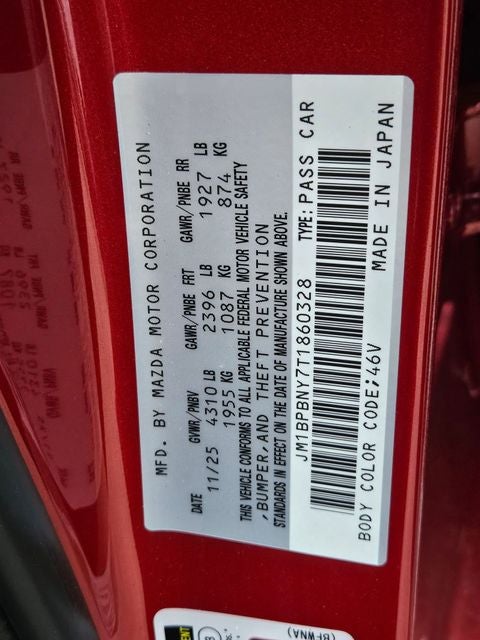 MFD. BY MAZDA MOTOR CORPORATION
DATE GVWR/PNBV GAWR/PNBE FRT GAWR/PNBE RR
11/25 4310 LB 2396 LB 1927 LB
1955 KG 1087 KG 874 KG
THIS VEHICLE CONFORMS TO ALL APPLICABLE FEDERAL MOTOR VEHICLE SAFETY
,BUMPER,AND THEFT PREVENTION
STANDARDS IN EFFECT ON THE DATE OF MANUFACTURE SHOWN ABOVE.
JM1BPBNY7T1860328 TYPE:PASS CAR
BODY COLOR CODE;46V MADE IN JAPAN
(BFWNA)